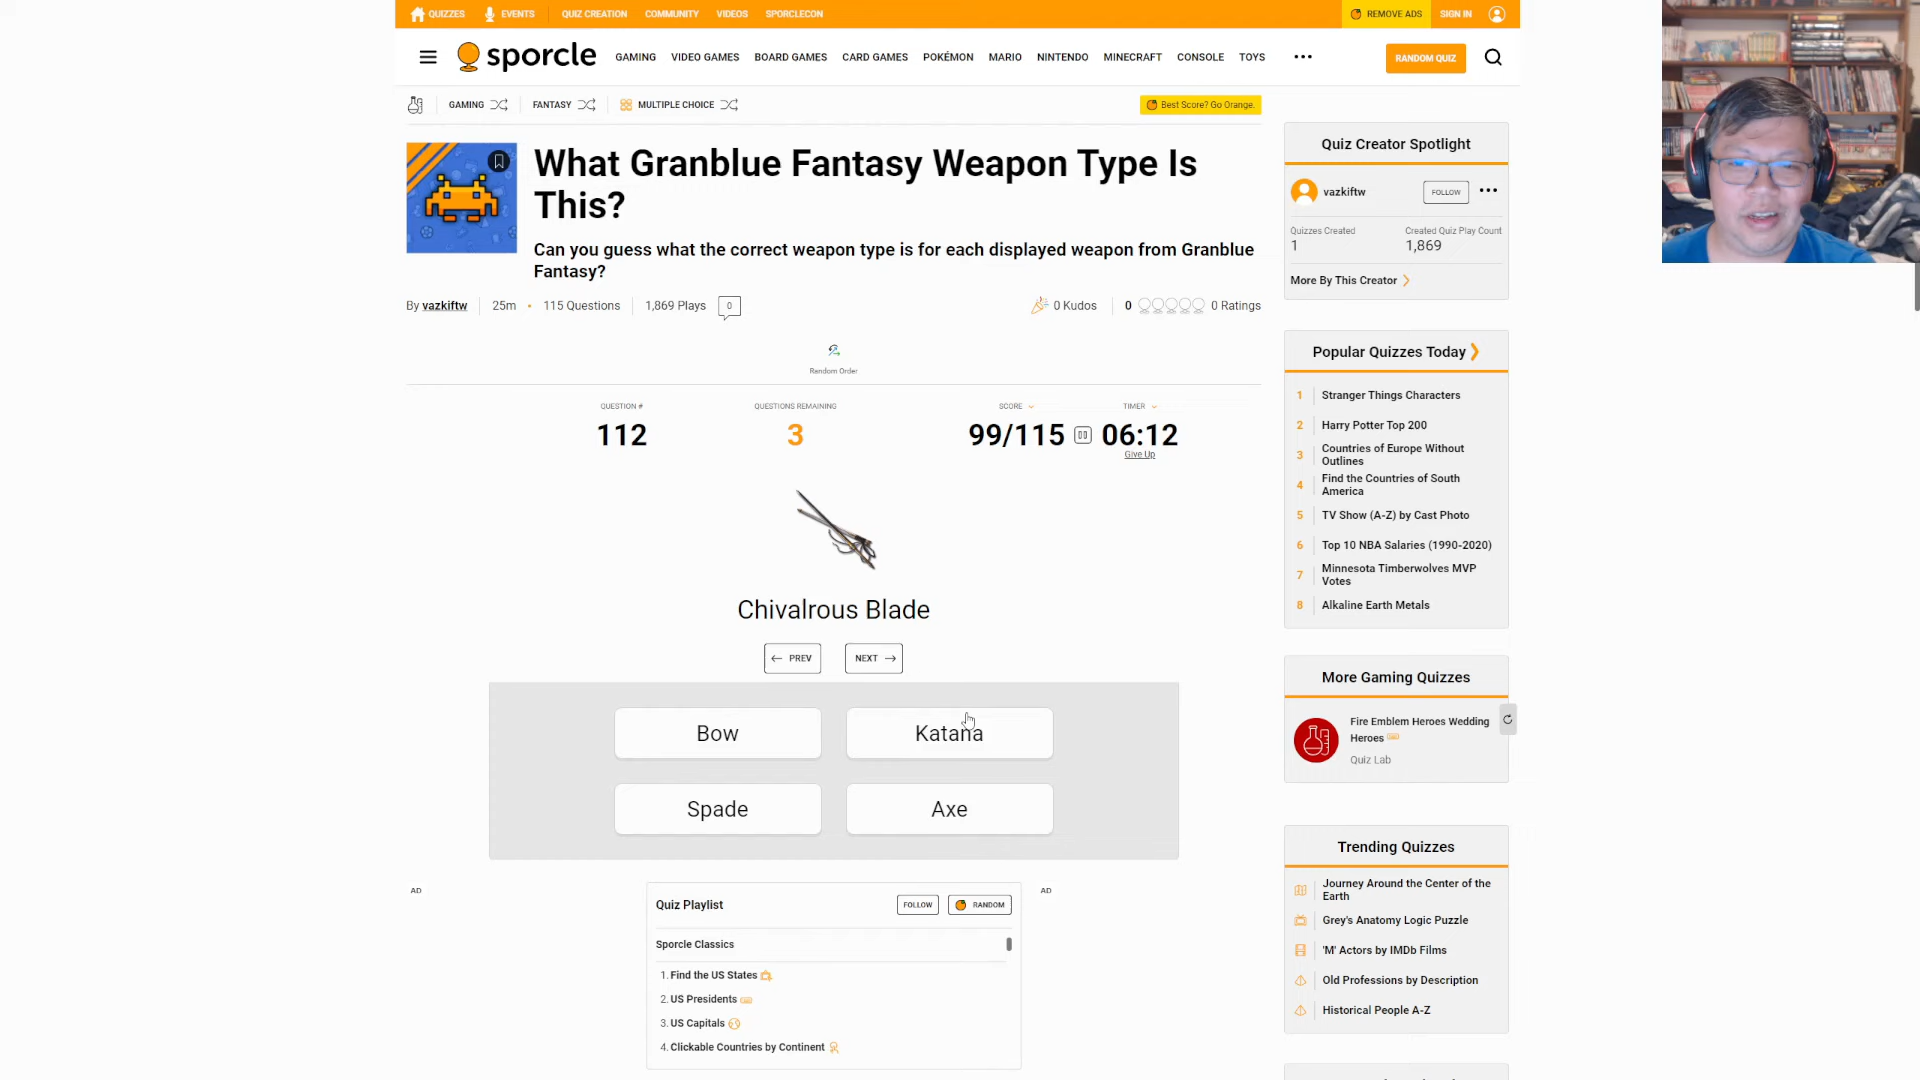 QUIZZES EVENTS QUIZ CREATION COMMUNITY VIDEOS SPORCLECON REMOVE ADS SIGN IN
sporcle GAMING VIDEO GAMES BOARD GAMES CARD GAMES POKÉMON MARIO NINTENDO MINECRAFT CONSOLE TOYS ••• RANDOM QUIZ
GAMING FANTASY MULTIPLE CHOICE Best Score? Go Orange.
What Granblue Fantasy Weapon Type Is
This?
Can you guess what the correct weapon type is for each displayed weapon from Granblue
Fantasy?
By vazkiftw 25m • 115 Questions 1,869 Plays 0 0 Kudos 0 0 Ratings
Random Order
QUESTION # QUESTIONS REMAINING SCORE TIMER
112 3 99/115 06:12
Give Up
Chivalrous Blade
PREV NEXT
Bow Katana
Spade Axe
AD AD
Quiz Playlist FOLLOW RANDOM
Sporcle Classics
1. Find the US States
2. US Presidents
3. US Capitals
4. Clickable Countries by Continent
Quiz Creator Spotlight
vazkiftw FOLLOW •••
Quizzes Created Created Quiz Play Count
1 1,869
More By This Creator
Popular Quizzes Today
1 Stranger Things Characters
2 Harry Potter Top 200
3 Countries of Europe Without
Outlines
4 Find the Countries of South
America
5 TV Show (A-Z) by Cast Photo
6 Top 10 NBA Salaries (1990-2020)
7 Minnesota Timberwolves MVP
Votes
8 Alkaline Earth Metals
More Gaming Quizzes
Fire Emblem Heroes Wedding
Heroes
Quiz Lab
Trending Quizzes
Journey Around the Center of the
Earth
Grey's Anatomy Logic Puzzle
'M' Actors by IMDb Films
Old Professions by Description
Historical People A-Z